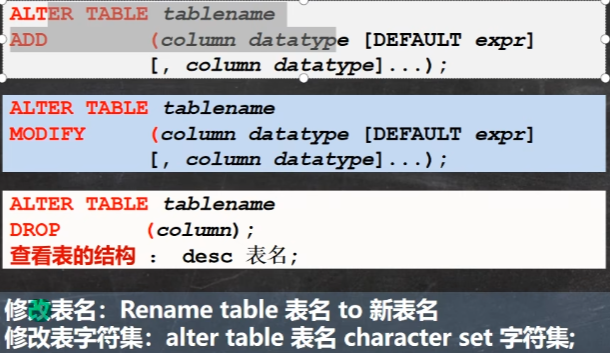 ALTER TABLE tablename
ADD (column datatype [DEFAULT expr]
[, column datatype]...);
ALTER TABLE tablename
MODIFY (column datatype [DEFAULT expr]
[, column datatype]...);
ALTER TABLE tablename
DROP (column);
查看表的结构 ： desc 表名;
修改表名：Rename table 表名 to 新表名
修改表字符集：alter table 表名 character set 字符集;